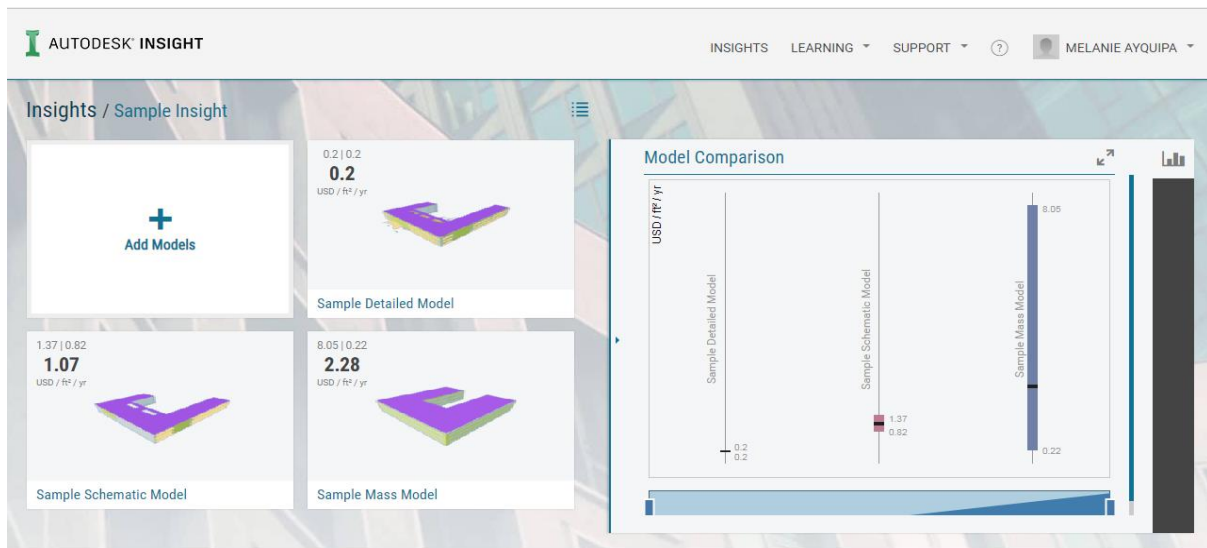 AUTODESK® INSIGHT
INSIGHTS LEARNING SUPPORT ? MELANIE AYQUIPA
Insights / Sample Insight
Add Models
0.2 | 0.2
0.2
USD / ft² / yr
Sample Detailed Model
1.37 | 0.82
1.07
USD / ft² / yr
Sample Schematic Model
8.05 | 0.22
2.28
USD / ft² / yr
Sample Mass Model
Model Comparison
USD / ft² / yr
Sample Detailed Model
0.2
0.2
Sample Schematic Model
1.37
0.82
Sample Mass Model
8.05
0.22